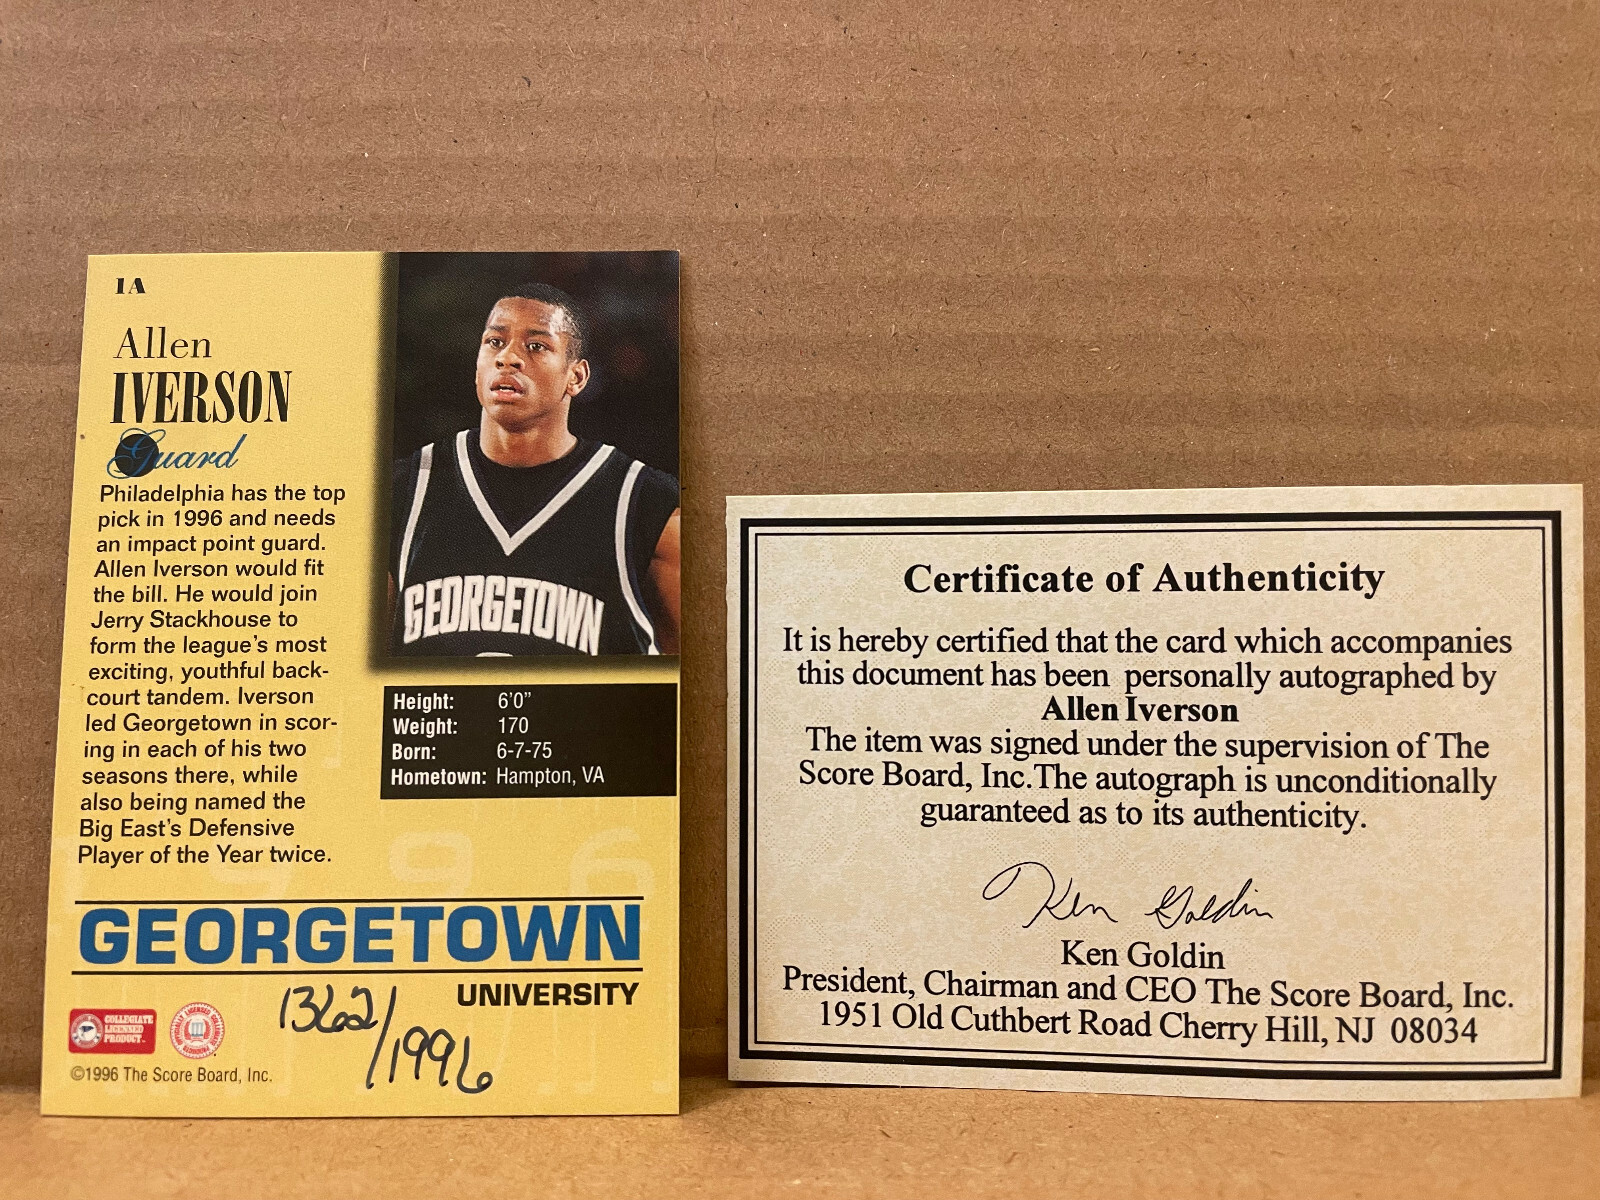 1A
Allen
IVERSON
Guard
Philadelphia has the top
pick in 1996 and needs
an impact point guard.
Allen Iverson would fit
the bill. He would join
Jerry Stackhouse to
form the league's most
exciting, youthful back-
court tandem. Iverson
led Georgetown in scor-
ing in each of his two
seasons there, while
also being named the
Big East's Defensive
Player of the Year twice.
GEORGETOWN
Height: 6'0"
Weight: 170
Born: 6-7-75
Hometown: Hampton, VA
1996
GEORGETOWN
UNIVERSITY
1362/1996
COLLEGIATE
LICENSED
PRODUCT™
©1996 The Score Board, Inc.
Certificate of Authenticity
It is hereby certified that the card which accompanies
this document has been personally autographed by
Allen Iverson
The item was signed under the supervision of The
Score Board, Inc.The autograph is unconditionally
guaranteed as to its authenticity.
Ken Goldin
Ken Goldin
President, Chairman and CEO The Score Board, Inc.
1951 Old Cuthbert Road Cherry Hill, NJ 08034